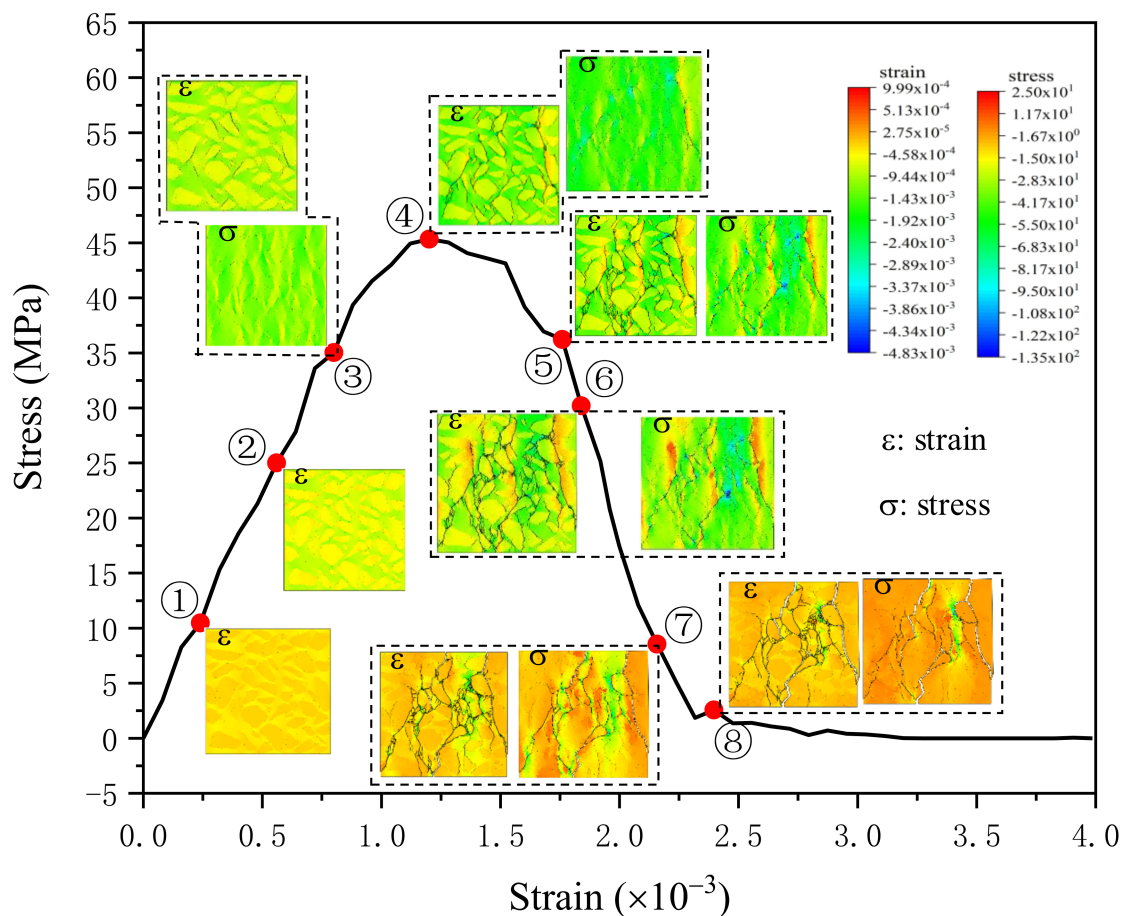 65
60
55
50
45
40
35
30
25
20
15
10
5
0
−5
Stress (MPa)
0.0
0.5
1.0
1.5
2.0
2.5
3.0
3.5
4.0
Strain (×10⁻³)
①
②
③
④
⑤
⑥
⑦
⑧
ε
σ
ε
σ
ε
σ
ε
ε
σ
ε
ε
σ
ε
σ
strain
9.99x10⁻⁴
5.13x10⁻⁴
2.75x10⁻⁵
-4.58x10⁻⁴
-9.44x10⁻⁴
-1.43x10⁻³
-1.92x10⁻³
-2.40x10⁻³
-2.89x10⁻³
-3.37x10⁻³
-3.86x10⁻³
-4.34x10⁻³
-4.83x10⁻³
stress
2.50x10¹
1.17x10¹
-1.67x10⁰
-1.50x10¹
-2.83x10¹
-4.17x10¹
-5.50x10¹
-6.83x10¹
-8.17x10¹
-9.50x10¹
-1.08x10²
-1.22x10²
-1.35x10²
ε: strain
σ: stress